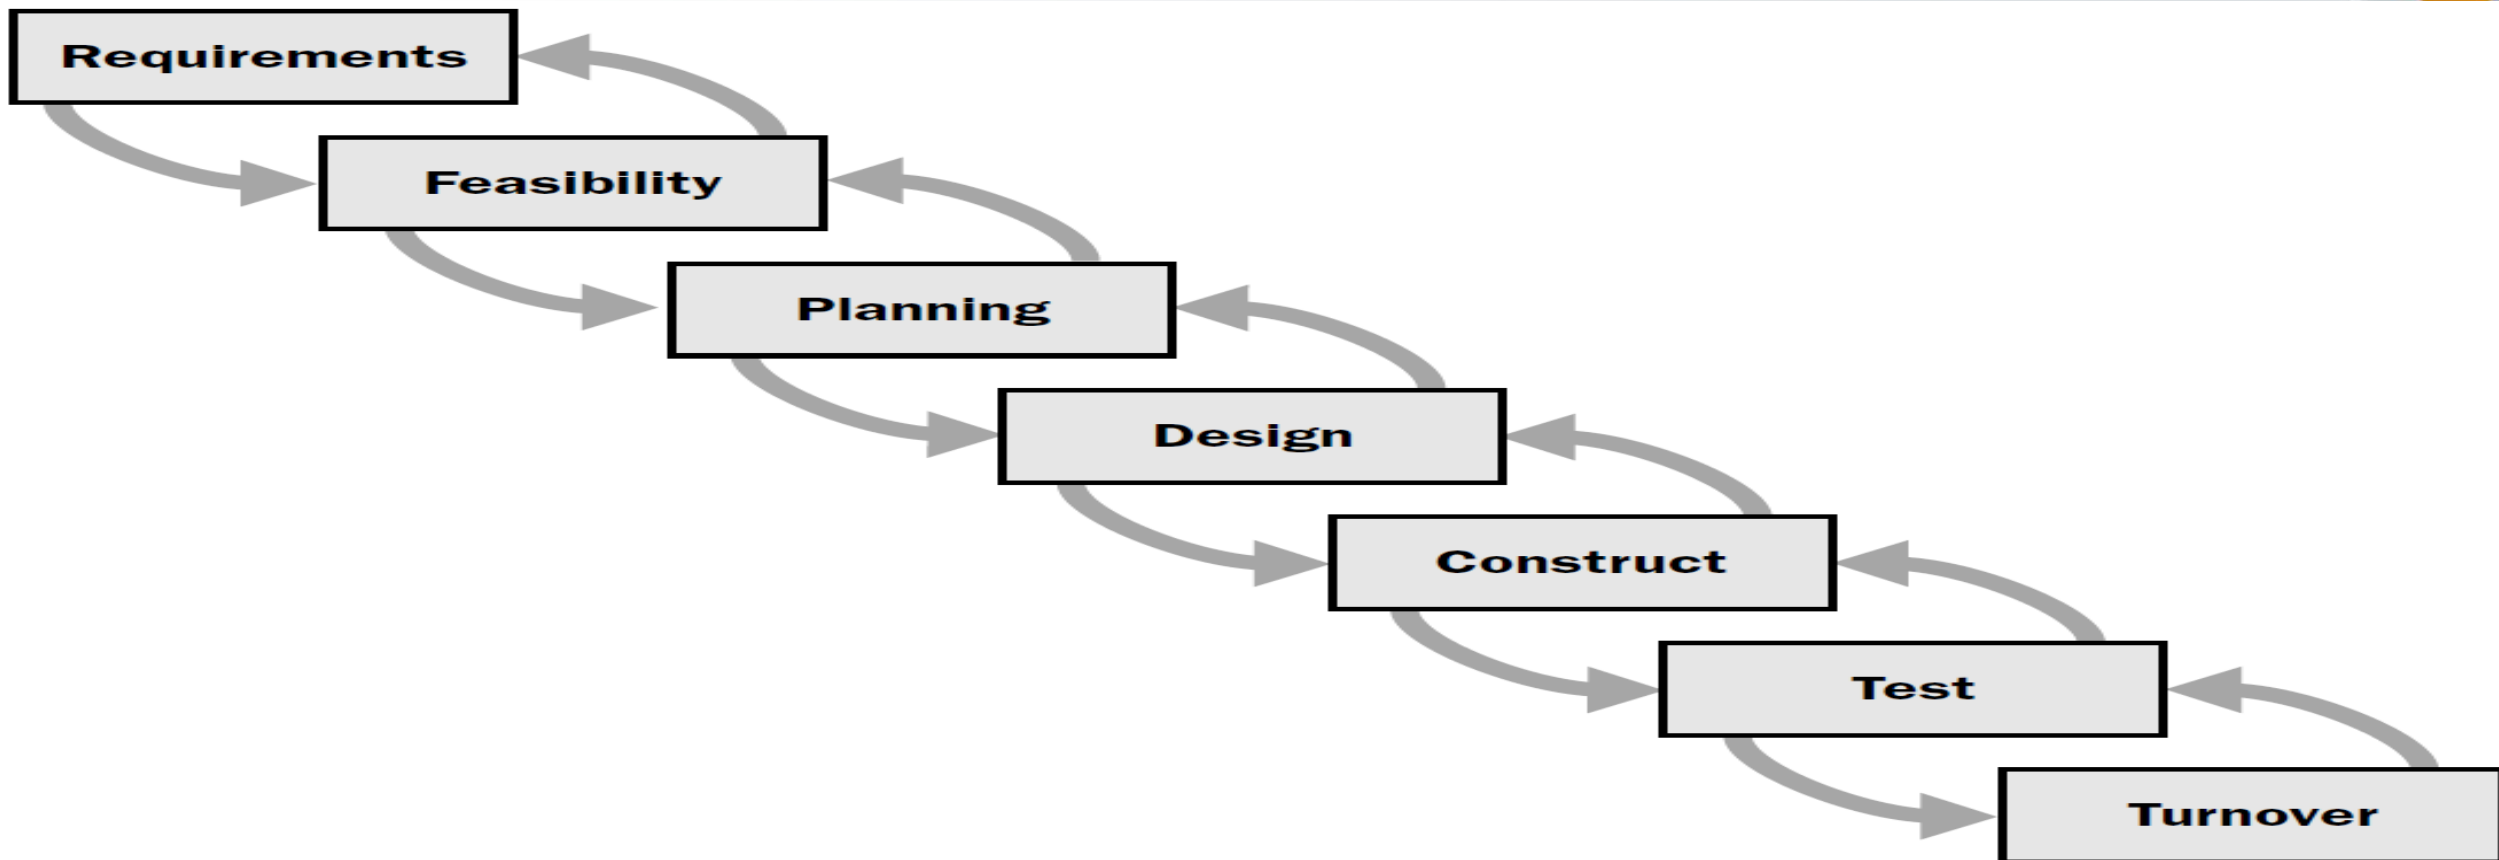 Requirements
Feasibility
Planning
Design
Construct
Test
Turnover